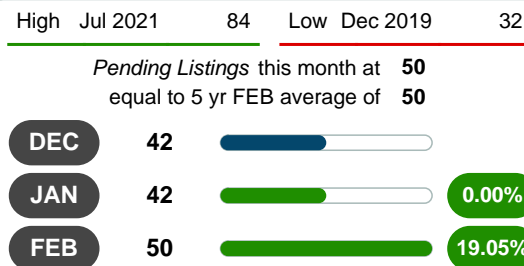 High Jul 2021 84 Low Dec 2019 32
Pending Listings this month at 50
equal to 5 yr FEB average of 50
DEC 42
JAN 42 0.00%
FEB 50 19.05%